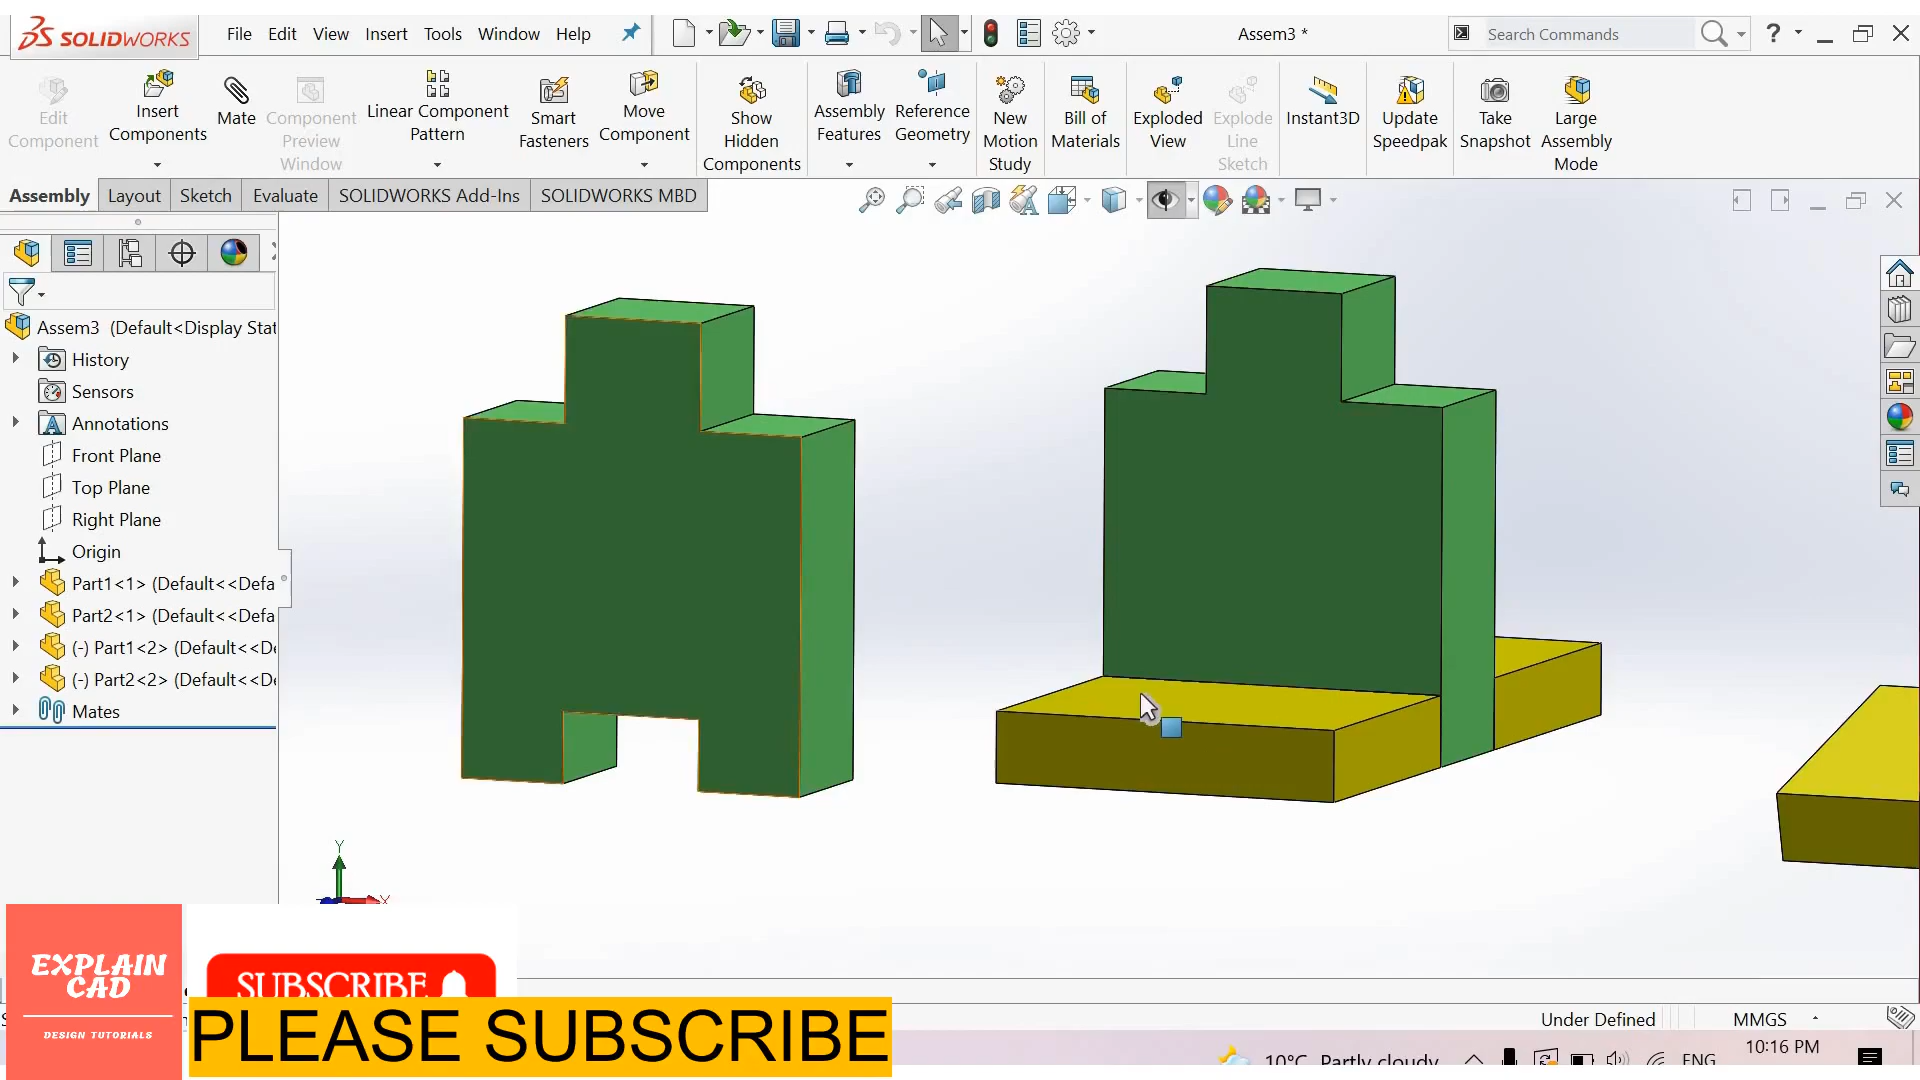 SOLIDWORKS File Edit View Insert Tools Window Help Assem3 * Search Commands ?
Edit Component
Insert Components
Mate
Component Preview Window
Linear Component Pattern
Smart Fasteners
Move Component
Show Hidden Components
Assembly Features
Reference Geometry
New Motion Study
Bill of Materials
Exploded View
Explode Line Sketch
Instant3D
Update Speedpak
Take Snapshot
Large Assembly Mode
Assembly Layout Sketch Evaluate SOLIDWORKS Add-Ins SOLIDWORKS MBD
Assem3 (Default<Display Stat
History
Sensors
Annotations
Front Plane
Top Plane
Right Plane
Origin
Part1<1> (Default<<Defa
Part2<1> (Default<<Defa
(-) Part1<2> (Default<<De
(-) Part2<2> (Default<<De
Mates
Y
X
EXPLAIN
CAD
DESIGN TUTORIALS
SUBSCRIBE
PLEASE SUBSCRIBE
Under Defined MMGS
10°C Partly cloudy ENG 10:16 PM